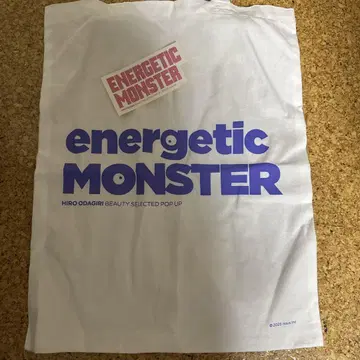 ENERGETIC
MONSTER
energetic
MONSTER
HIRO ODAGIRI BEAUTY SELECTED POP UP